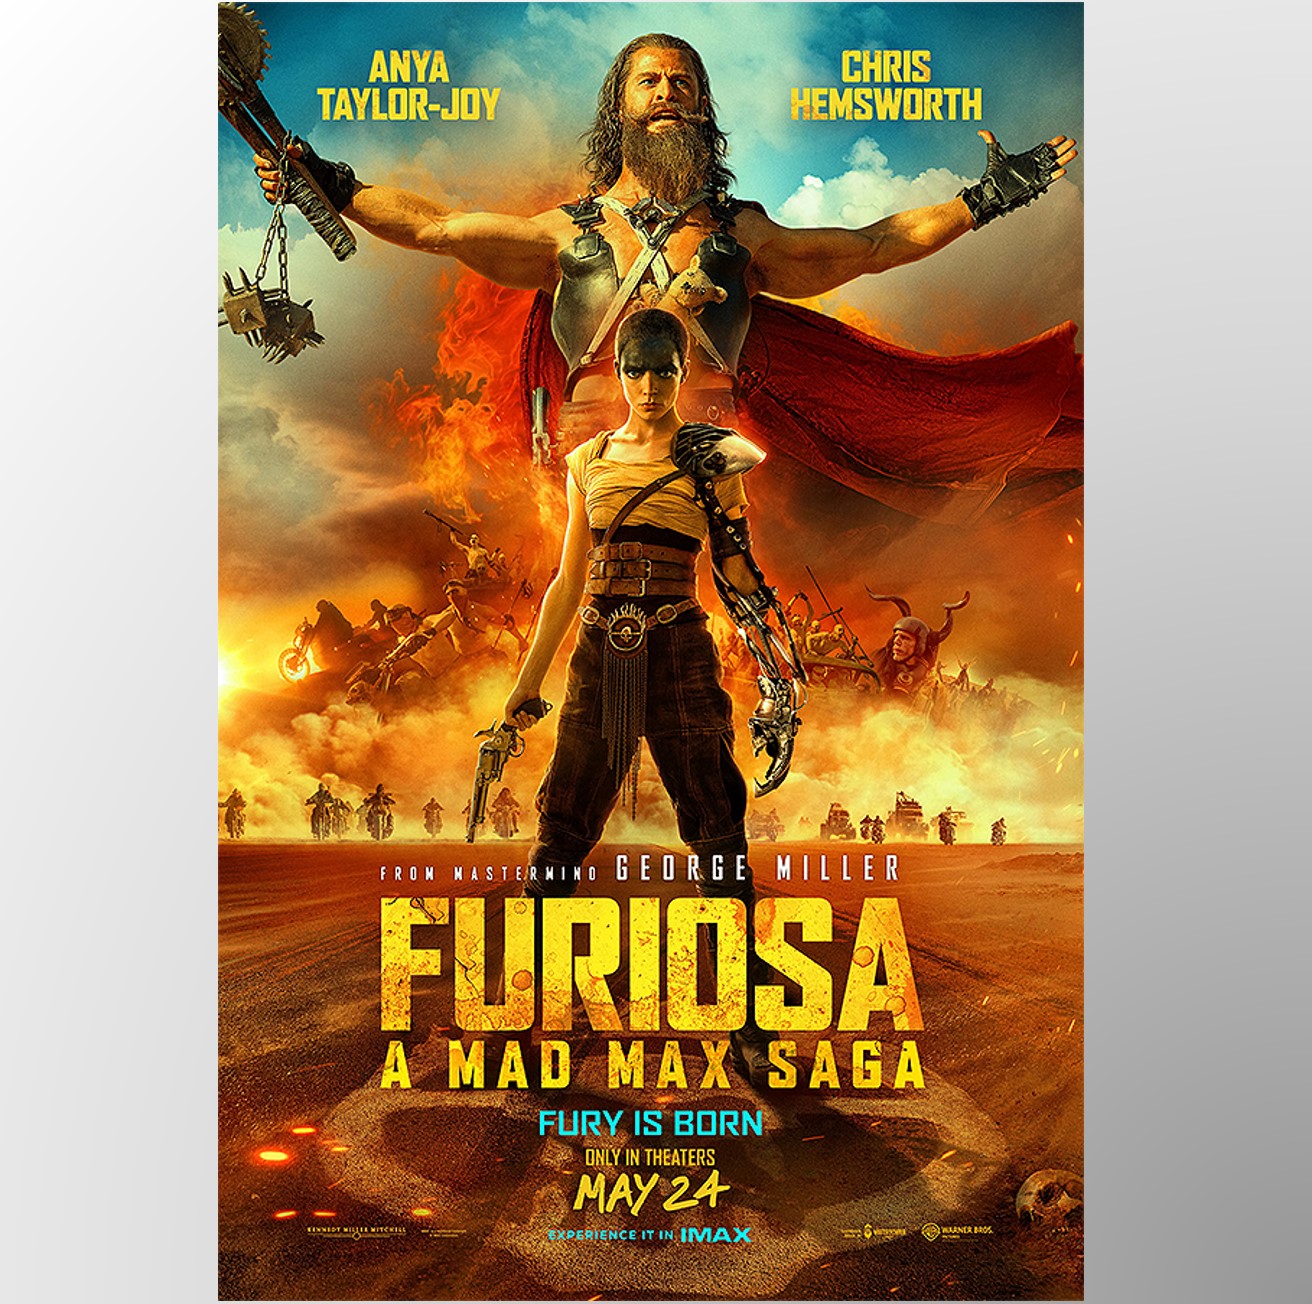 ANYA
TAYLOR-JOY
CHRIS
HEMSWORTH
FROM MASTERMIND GEORGE MILLER
FURIOSA
A MAD MAX SAGA
FURY IS BORN
ONLY IN THEATERS
MAY 24
EXPERIENCE IT IN IMAX
KENNEDY MILLER MITCHELL
WARNER BROS.
PICTURES